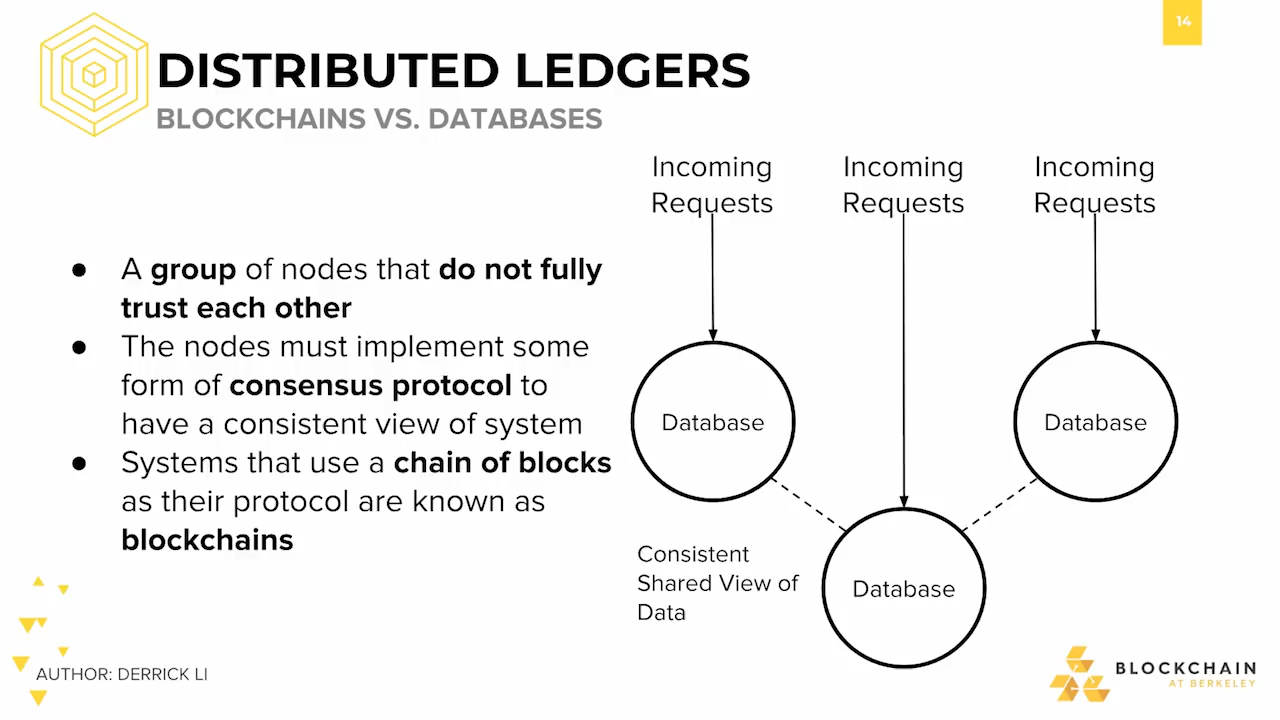 14
DISTRIBUTED LEDGERS
BLOCKCHAINS VS. DATABASES
● A group of nodes that do not fully
trust each other
● The nodes must implement some
form of consensus protocol to
have a consistent view of system
● Systems that use a chain of blocks
as their protocol are known as
blockchains
Incoming
Requests
Incoming
Requests
Incoming
Requests
Database
Database
Database
Consistent
Shared View of
Data
AUTHOR: DERRICK LI
BLOCKCHAIN
AT BERKELEY